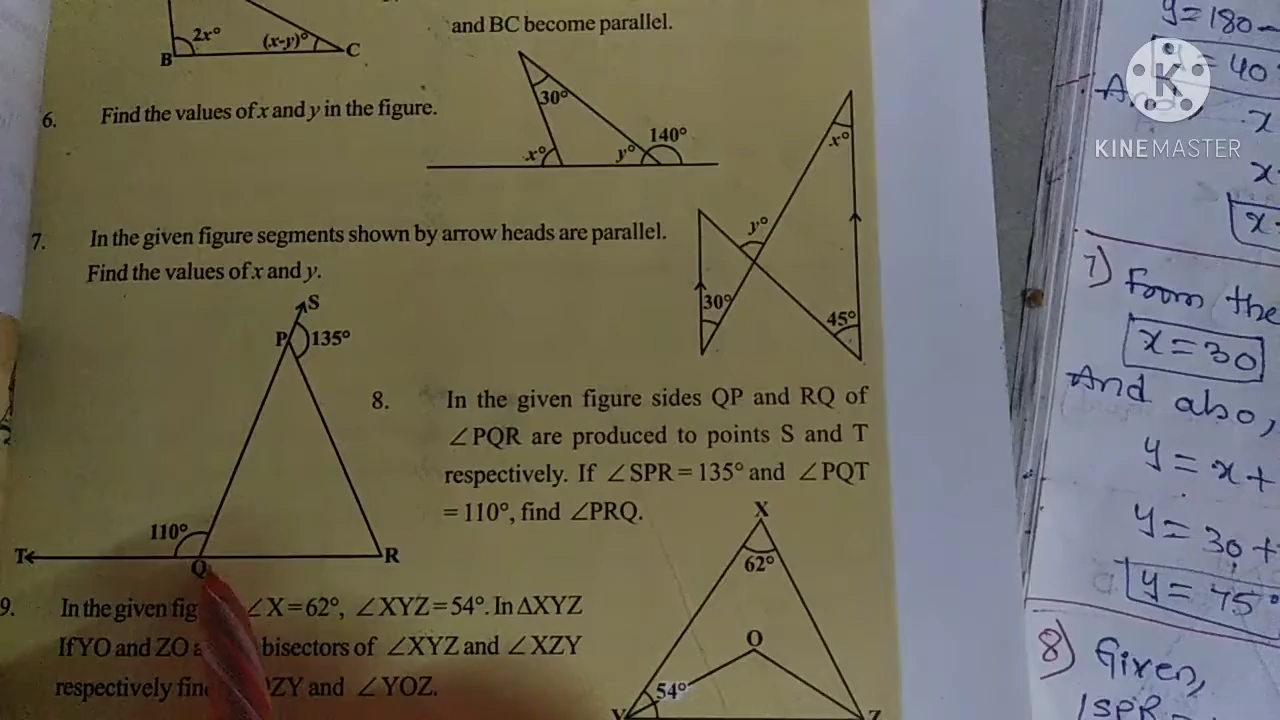 2x°
(x-y)°
B
C
and BC become parallel.
6. Find the values of x and y in the figure.
30°
x°
y°
140°
x°
7. In the given figure segments shown by arrow heads are parallel.
Find the values of x and y.
y°
30°
45°
S
P
135°
110°
T
Q
R
8. In the given figure sides QP and RQ of
∠PQR are produced to points S and T
respectively. If ∠SPR = 135° and ∠PQT
= 110°, find ∠PRQ.
X
62°
O
54°
Y
Z
9. In the given fig ∠X=62°, ∠XYZ=54°. In ΔXYZ
If YO and ZO a bisectors of ∠XYZ and ∠XZY
respectively fin ZY and ∠YOZ.
y = 180 -
= 40
And
x
x
x =
K
KINEMASTER
7) From the
x = 30
And also,
y = x +
y = 30 +
y = 75°
8) Given,
∠SPR =